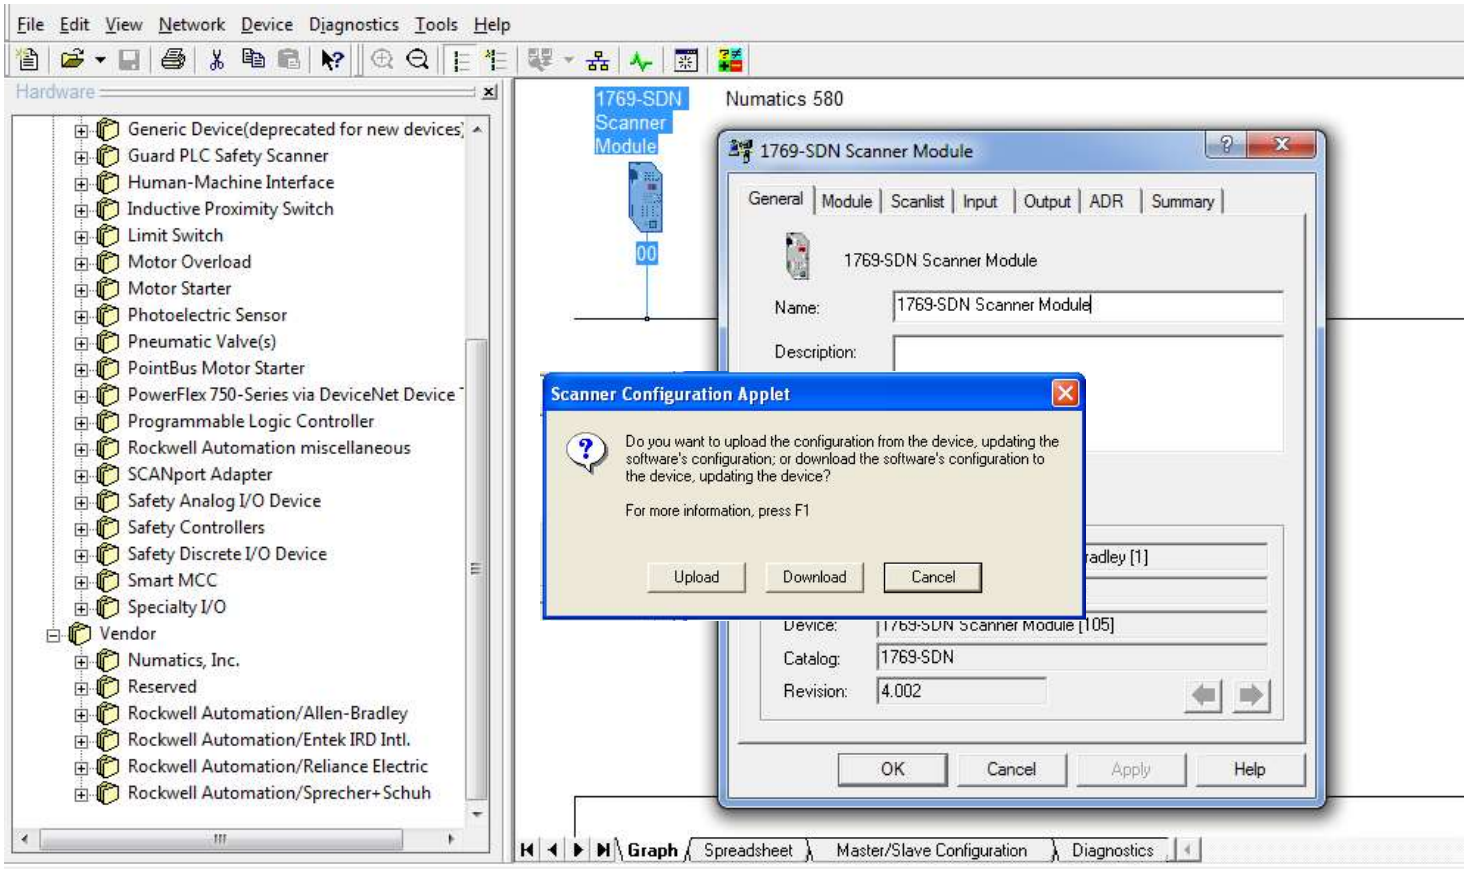 File Edit View Network Device Diagnostics Tools Help
Hardware
Generic Device(deprecated for new devices)
Guard PLC Safety Scanner
Human-Machine Interface
Inductive Proximity Switch
Limit Switch
Motor Overload
Motor Starter
Photoelectric Sensor
Pneumatic Valve(s)
PointBus Motor Starter
PowerFlex 750-Series via DeviceNet Device
Programmable Logic Controller
Rockwell Automation miscellaneous
SCANport Adapter
Safety Analog I/O Device
Safety Controllers
Safety Discrete I/O Device
Smart MCC
Specialty I/O
Vendor
Numatics, Inc.
Reserved
Rockwell Automation/Allen-Bradley
Rockwell Automation/Entek IRD Intl.
Rockwell Automation/Reliance Electric
Rockwell Automation/Sprecher+Schuh
1769-SDN
Scanner
Module
00
Numatics 580
1769-SDN Scanner Module
General Module Scanlist Input Output ADR Summary
1769-SDN Scanner Module
Name: 1769-SDN Scanner Module
Description:
Scanner Configuration Applet
Do you want to upload the configuration from the device, updating the
software's configuration; or download the software's configuration to
the device, updating the device?
For more information, press F1
Upload Download Cancel
radley [1]
Device: 1769-SDN Scanner Module [105]
Catalog: 1769-SDN
Revision: 4.002
OK Cancel Apply Help
Graph Spreadsheet Master/Slave Configuration Diagnostics